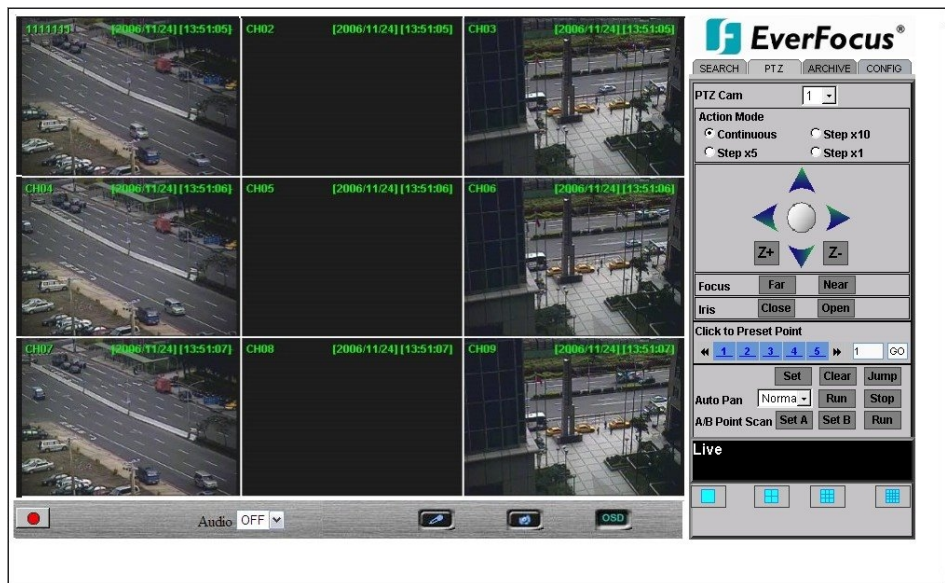 1111111 [2006/11/24] [13:51:05]
CH02 [2006/11/24] [13:51:05]
CH03 [2006/11/24] [13:51:05]
CH04 [2006/11/24] [13:51:06]
CH05 [2006/11/24] [13:51:06]
CH06 [2006/11/24] [13:51:06]
CH07 [2006/11/24] [13:51:07]
CH08 [2006/11/24] [13:51:07]
CH09 [2006/11/24] [13:51:07]
Audio OFF
OSD
EverFocus®
SEARCH PTZ ARCHIVE CONFIG
PTZ Cam 1
Action Mode
Continuous Step x10
Step x5 Step x1
Z+ Z-
Focus Far Near
Iris Close Open
Click to Preset Point
1 2 3 4 5 1 GO
Set Clear Jump
Auto Pan Norma Run Stop
A/B Point Scan Set A Set B Run
Live